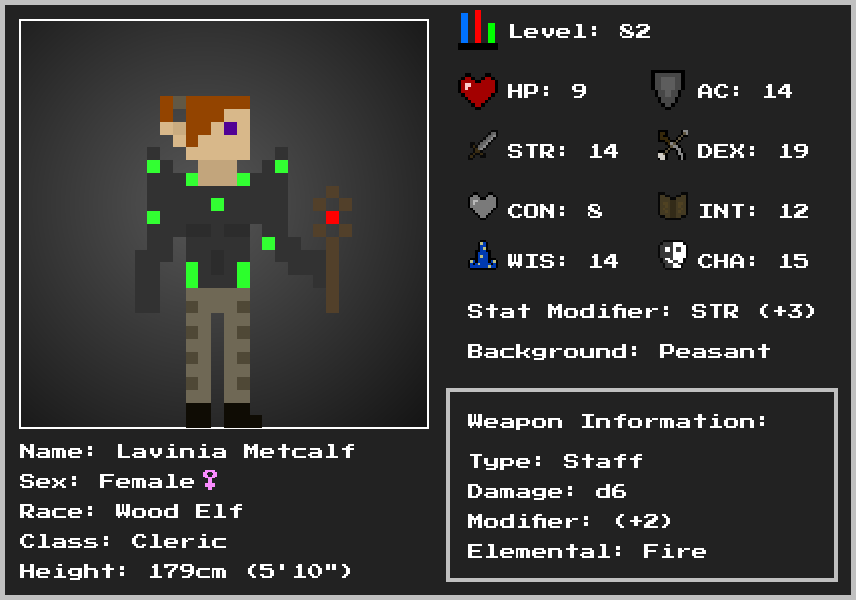 Level: 82
HP: 9
AC: 14
STR: 14
DEX: 19
CON: 8
INT: 12
WIS: 14
CHA: 15
Stat Modifier: STR (+3)
Background: Peasant
Weapon Information:
Type: Staff
Damage: d6
Modifier: (+2)
Elemental: Fire
Name: Lavinia Metcalf
Sex: Female♀
Race: Wood Elf
Class: Cleric
Height: 179cm (5'10")